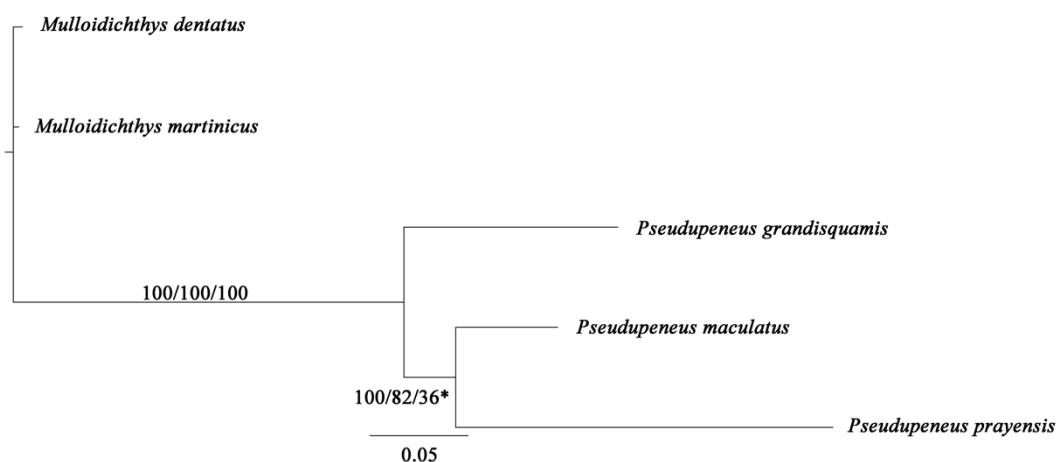 Mulloidichthys dentatus
Mulloidichthys martinicus
Pseudupeneus grandisquamis
100/100/100
Pseudupeneus maculatus
100/82/36*
Pseudupeneus prayensis
0.05